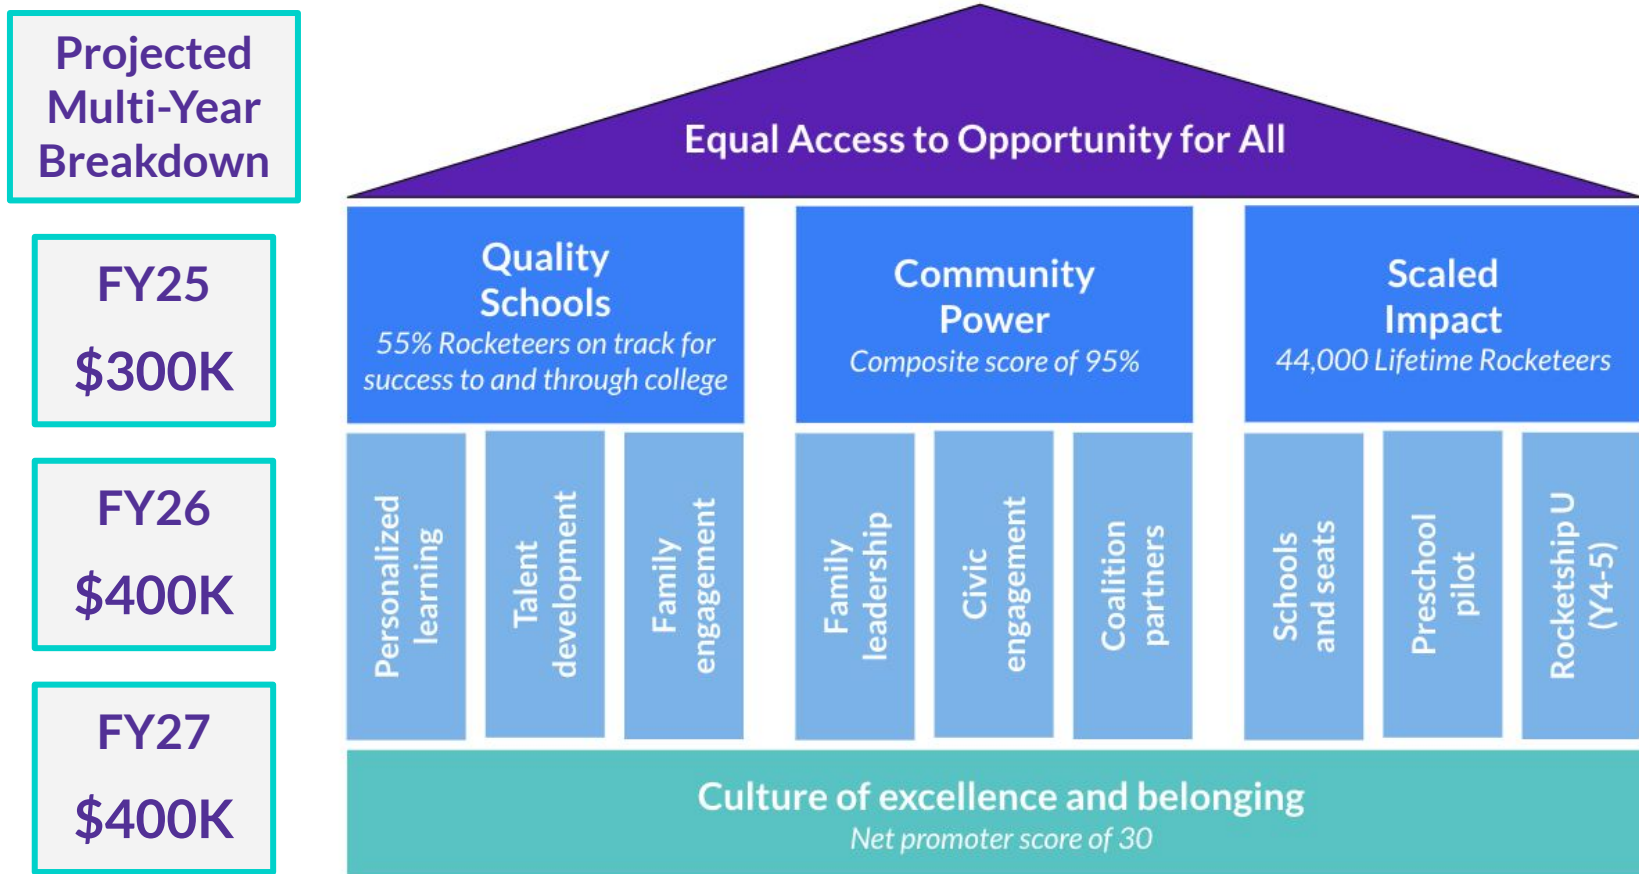 Projected
Multi-Year
Breakdown
FY25
$300K
FY26
$400K
FY27
$400K
Equal Access to Opportunity for All
Quality
Schools
55% Rocketeers on track for
success to and through college
Personalized
learning
Talent
development
Family
engagement
Community
Power
Composite score of 95%
Family
leadership
Civic
engagement
Coalition
partners
Scaled
Impact
44,000 Lifetime Rocketeers
Schools
and seats
Preschool
pilot
Rocketship U
(Y4-5)
Culture of excellence and belonging
Net promoter score of 30